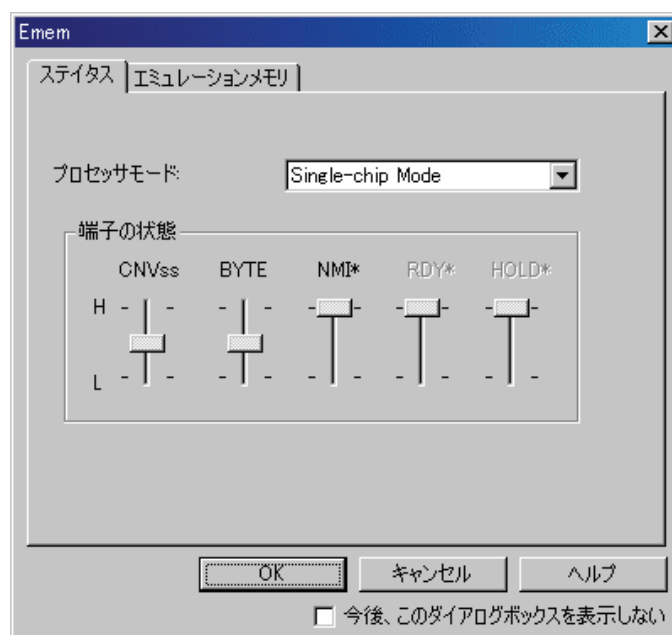 Emem
ステイタス エミュレーションメモリ
プロセッサモード: Single-chip Mode
端子の状態
CNVss BYTE NMI* RDY* HOLD*
H
L
OK キャンセル ヘルプ
今後、このダイアログボックスを表示しない